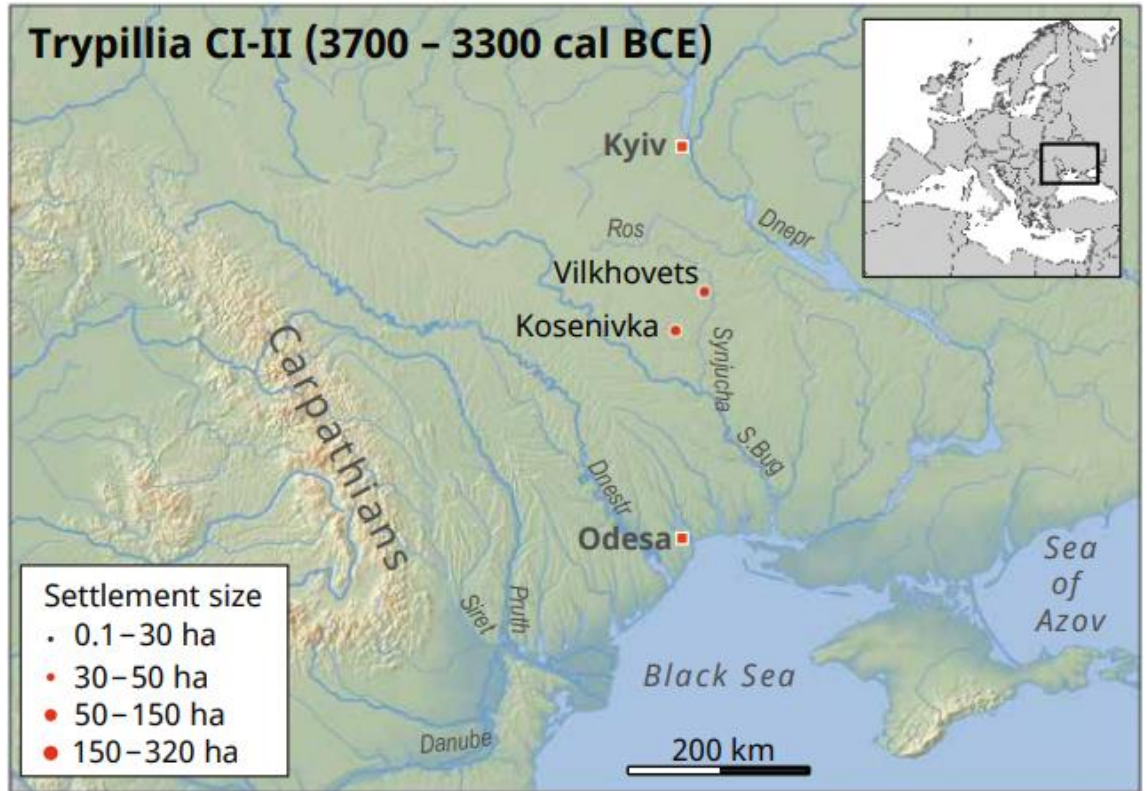 Trypillia CI-II (3700 – 3300 cal BCE)
Kyiv
Dnepr
Ros
Vilkhovets
Kosenivka
Synjucha
Carpathians
S.Bug
Dnestr
Odesa
Sea
of
Azov
Siret
Pruth
Black Sea
Danube
200 km
Settlement size
0.1–30 ha
30–50 ha
50–150 ha
150–320 ha